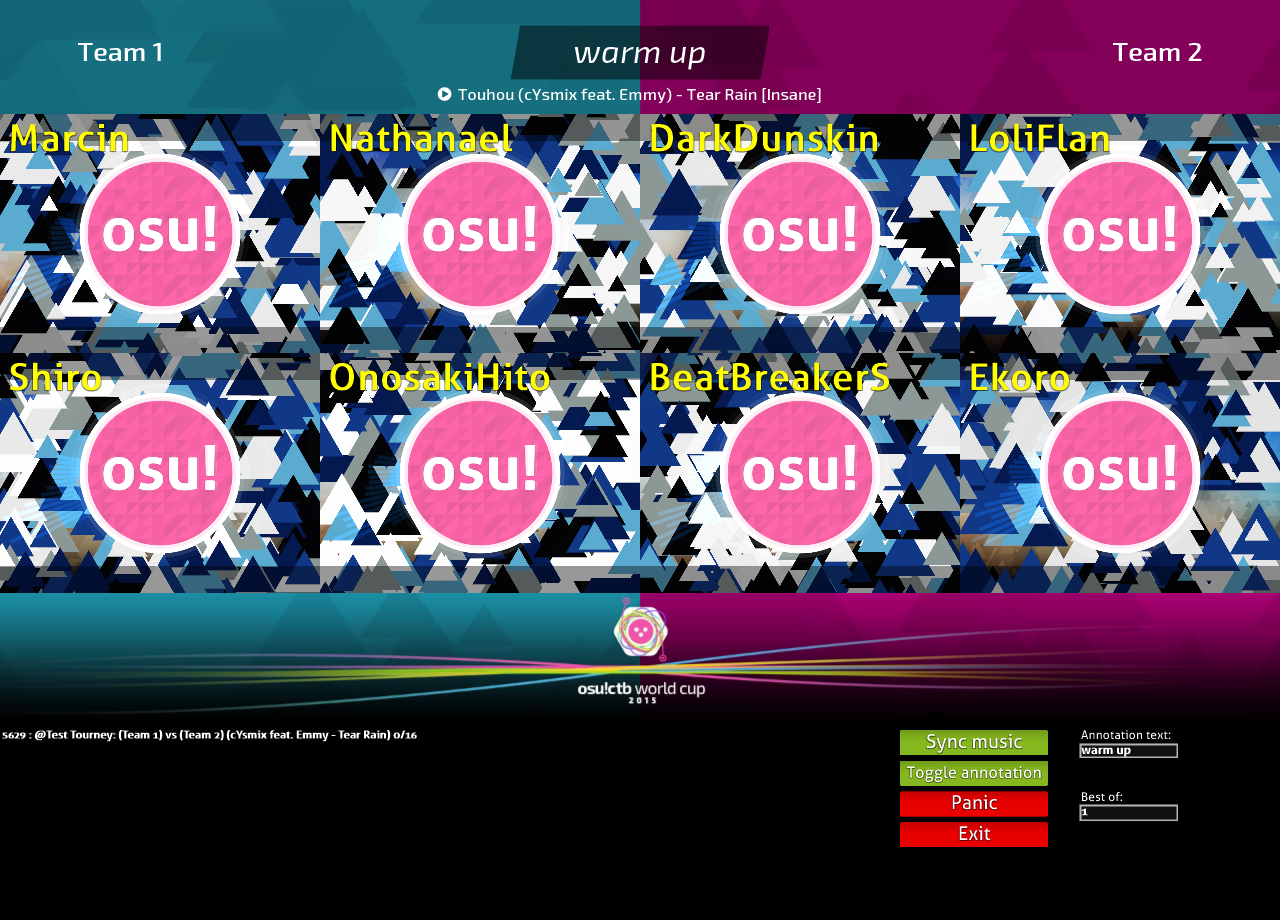 Team 1
warm up
Team 2
Touhou (cYsmix feat. Emmy) - Tear Rain [Insane]
Marcin
Nathanael
DarkDunskin
LoliFlan
osu!
osu!
osu!
osu!
Shiro
OnosakiHito
BeatBreakerS
Ekoro
osu!
osu!
osu!
osu!
osu!ctb world cup
2015
5629 : @Test Tourney: (Team 1) vs (Team 2) (cYsmix feat. Emmy - Tear Rain) 0/16
Sync music
Toggle annotation
Panic
Exit
Annotation text:
warm up
Best of:
1